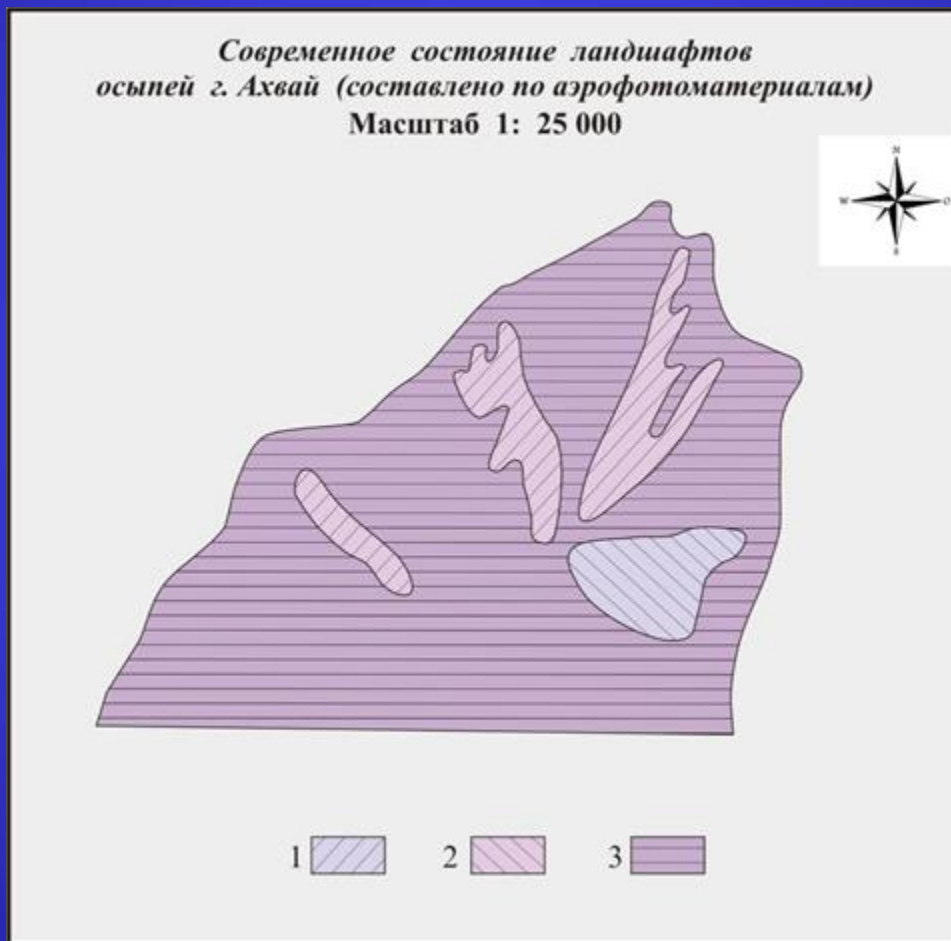 Современное состояние ландшафтов
осыпей г. Ахвай (составлено по аэрофотоматериалам)
Масштаб 1: 25 000
N
W O
S
1 2 3